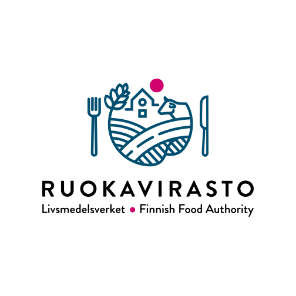 RUOKAVIRASTO
Livsmedelsverket • Finnish Food Authority